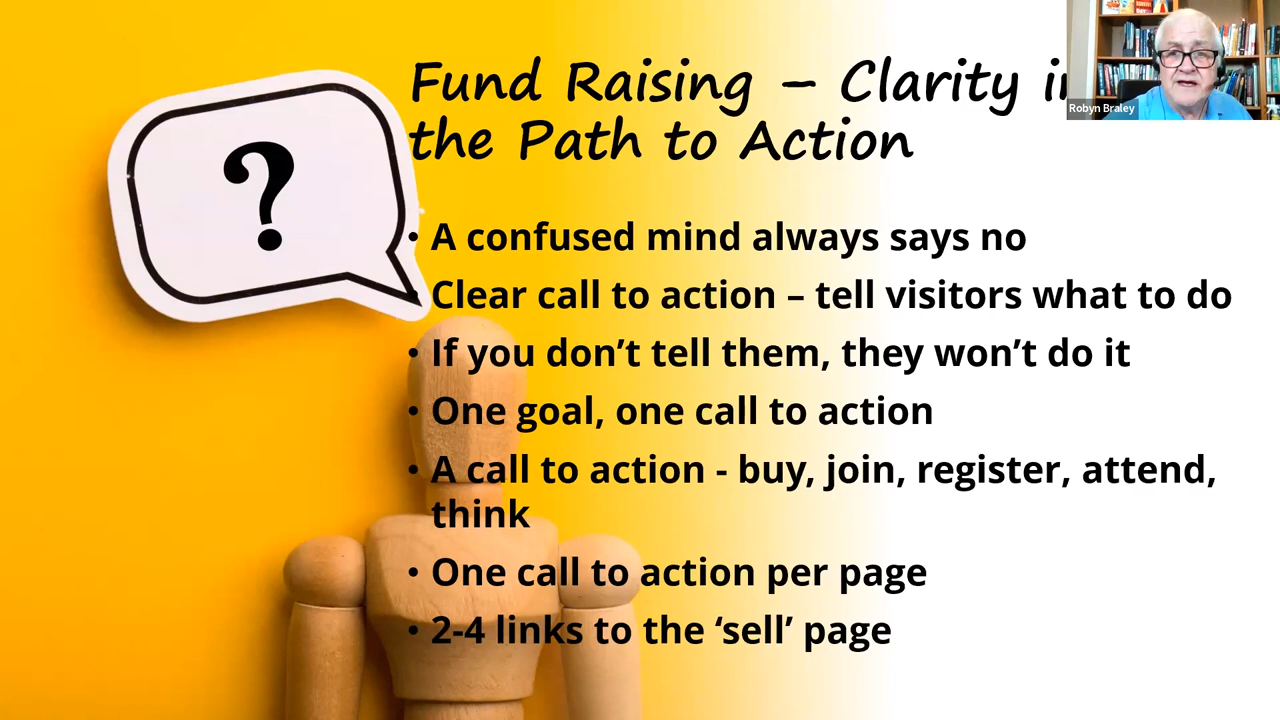 Fund Raising – Clarity in
the Path to Action
Robyn Braley
?
• A confused mind always says no
• Clear call to action – tell visitors what to do
• If you don’t tell them, they won’t do it
• One goal, one call to action
• A call to action - buy, join, register, attend,
think
• One call to action per page
• 2-4 links to the ‘sell’ page